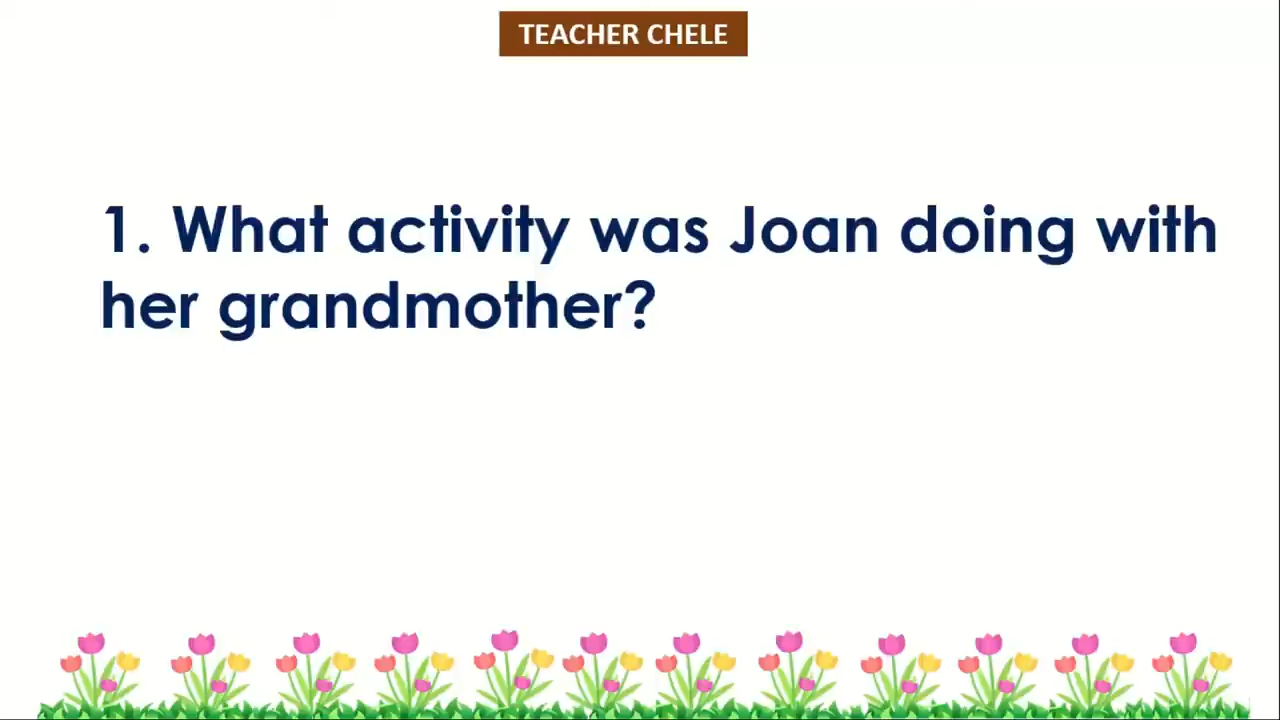 TEACHER CHELE
1. What activity was Joan doing with
her grandmother?